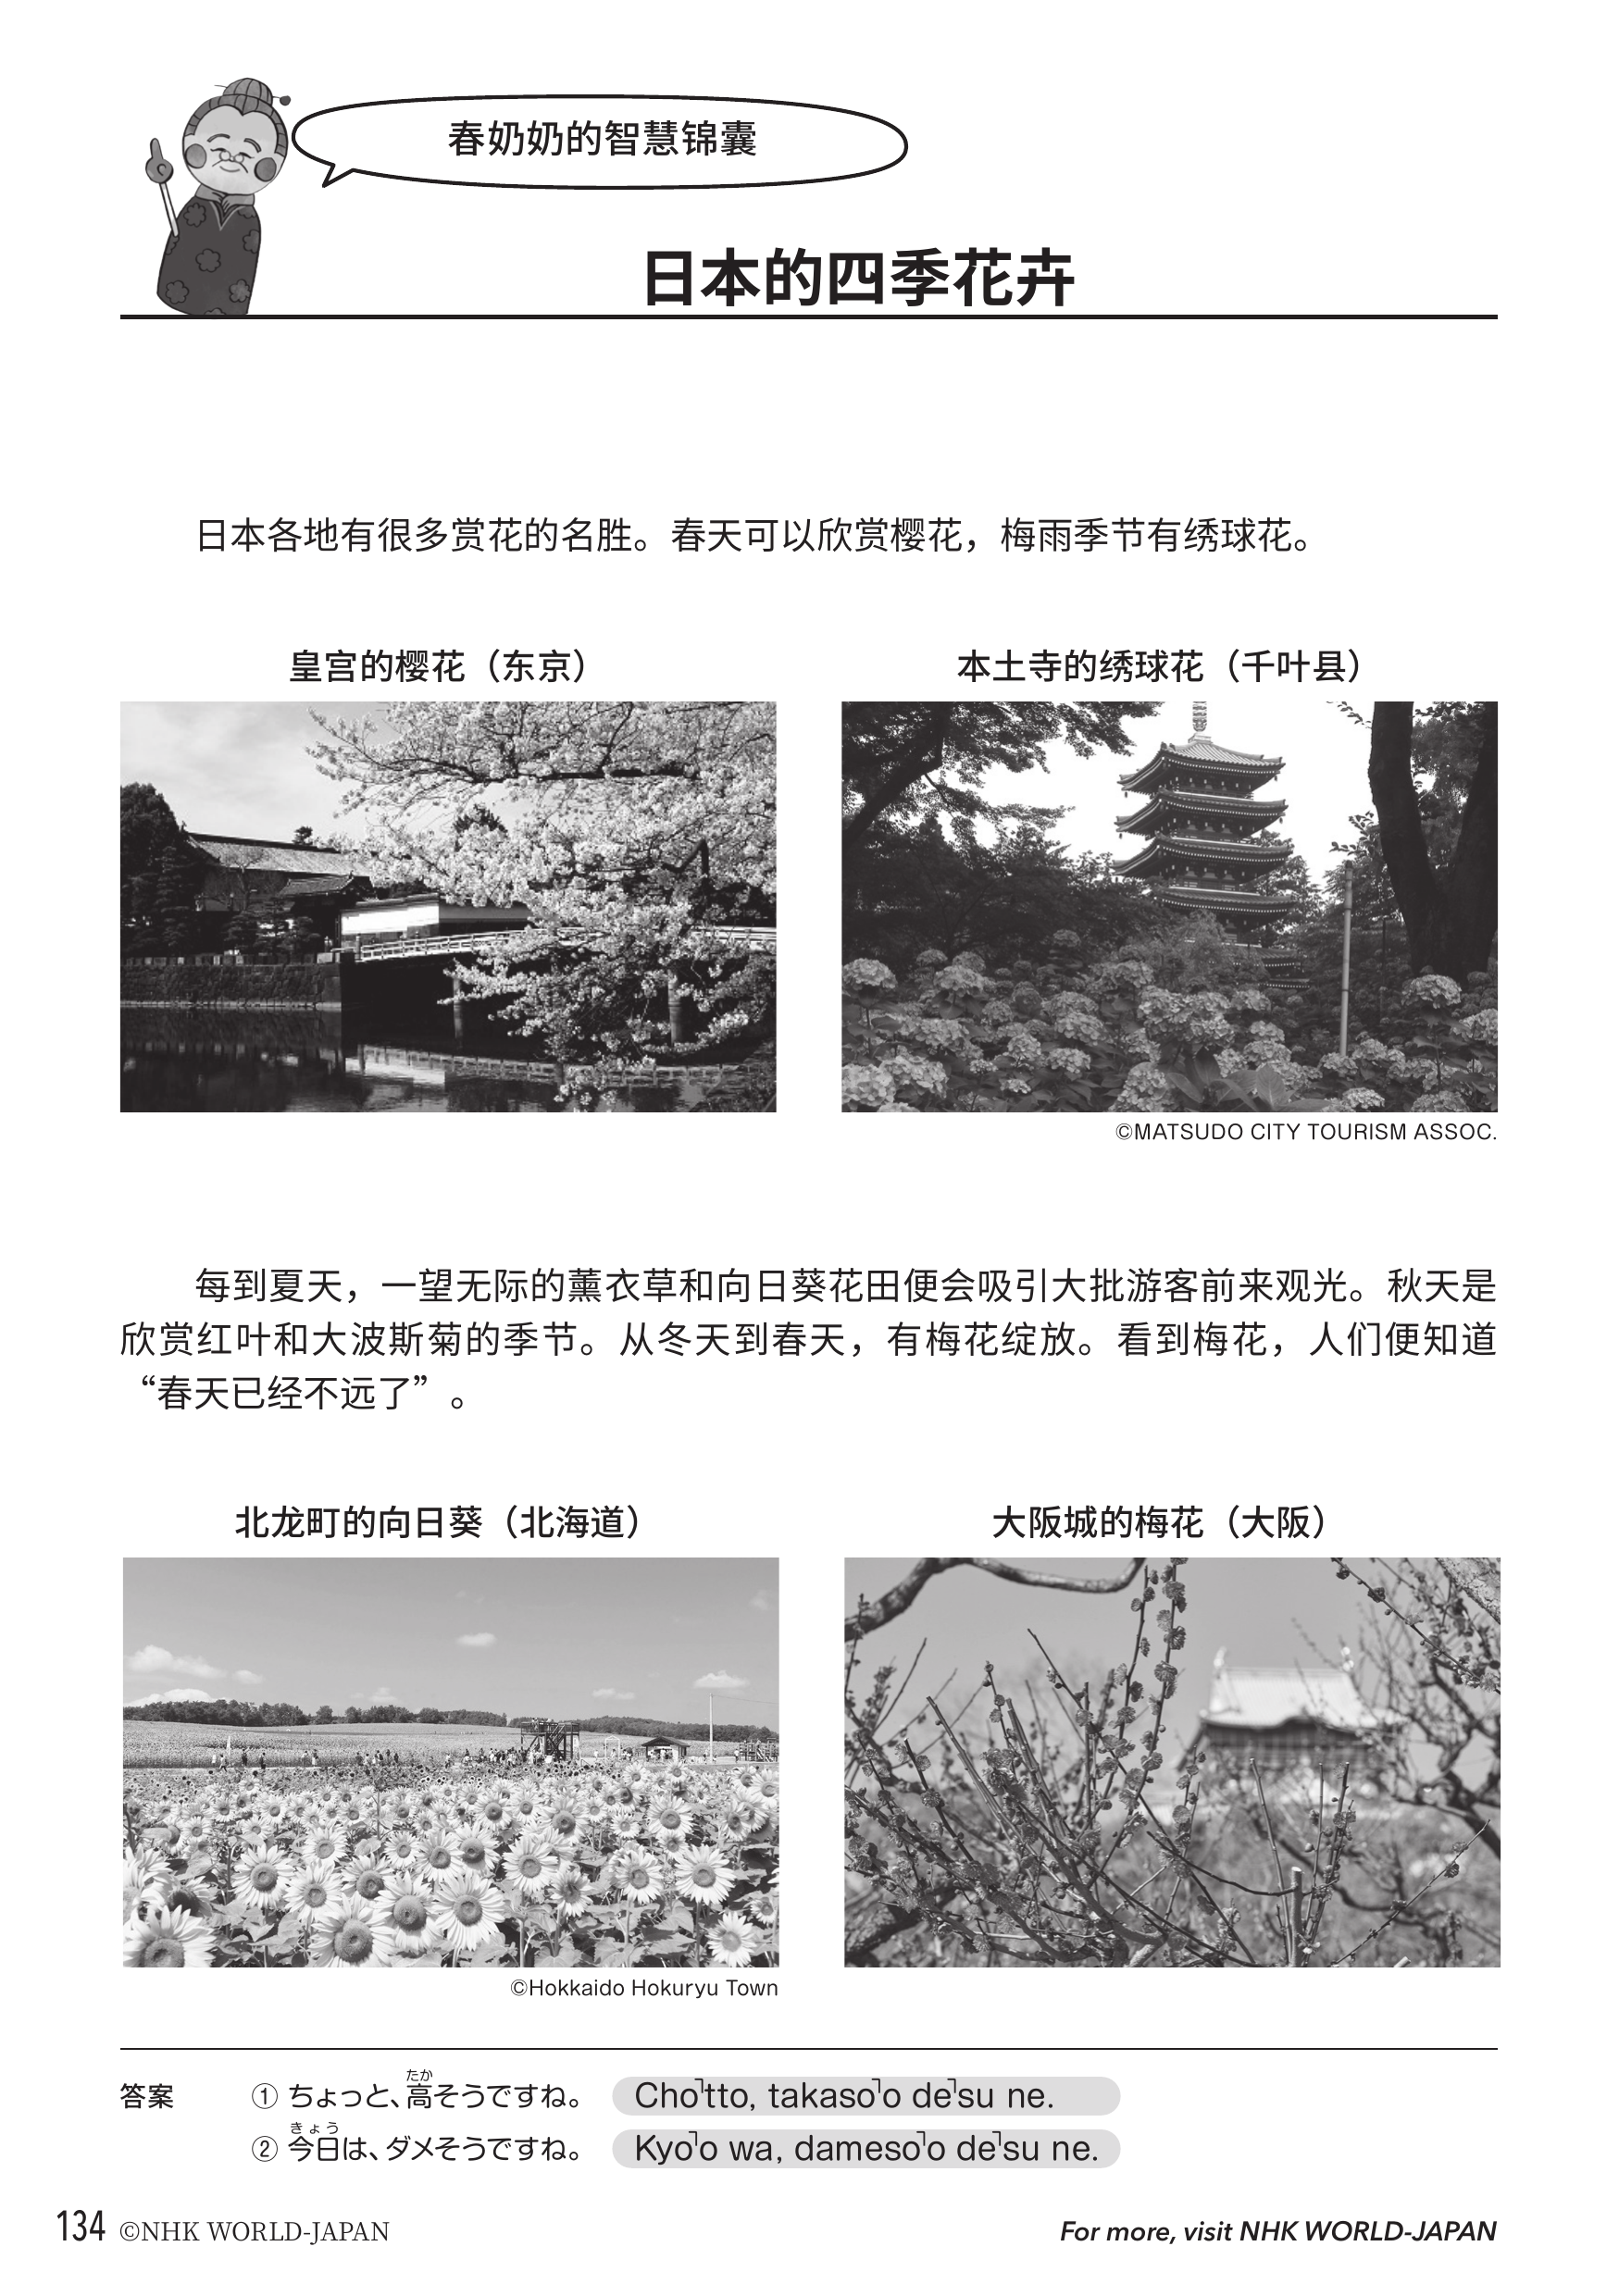 春奶奶的智慧锦囊
日本的四季花卉
日本各地有很多赏花的名胜。春天可以欣赏樱花，梅雨季节有绣球花。
皇宫的樱花（东京）
本土寺的绣球花（千叶县）
©MATSUDO CITY TOURISM ASSOC.
每到夏天，一望无际的薰衣草和向日葵花田便会吸引大批游客前来观光。秋天是
欣赏红叶和大波斯菊的季节。从冬天到春天，有梅花绽放。看到梅花，人们便知道
“春天已经不远了”。
北龙町的向日葵（北海道）
大阪城的梅花（大阪）
©Hokkaido Hokuryu Town
たか
答案 ① ちょっと、高そうですね。 Cho˥tto, takaso˥o de˥su ne.
きょう
② 今日は、ダメそうですね。 Kyo˥o wa, dameso˥o de˥su ne.
134 ©NHK WORLD-JAPAN For more, visit NHK WORLD-JAPAN